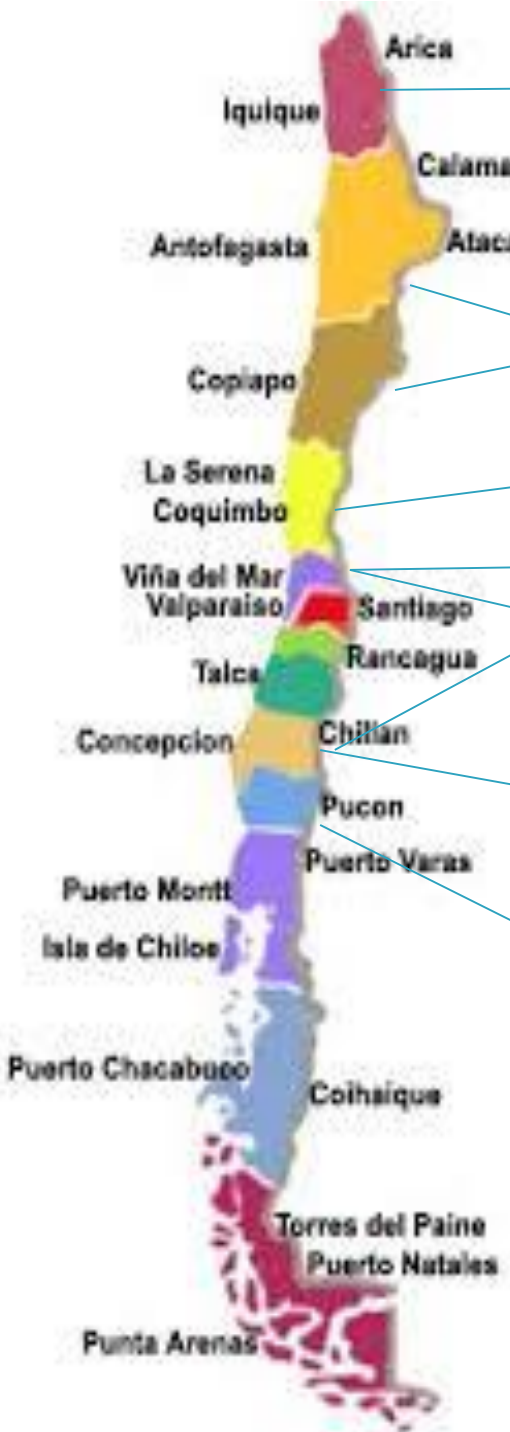 Arica
Iquique
Calama
Antofagasta
Ataca
Copiapo
La Serena
Coquimbo
Viña del Mar
Valparaiso
Santiago
Rancagua
Talca
Concepcion
Chillan
Pucon
Puerto Varas
Puerto Montt
Isla de Chiloe
Puerto Chacabuco
Coihaique
Torres del Paine
Puerto Natales
Punta Arenas